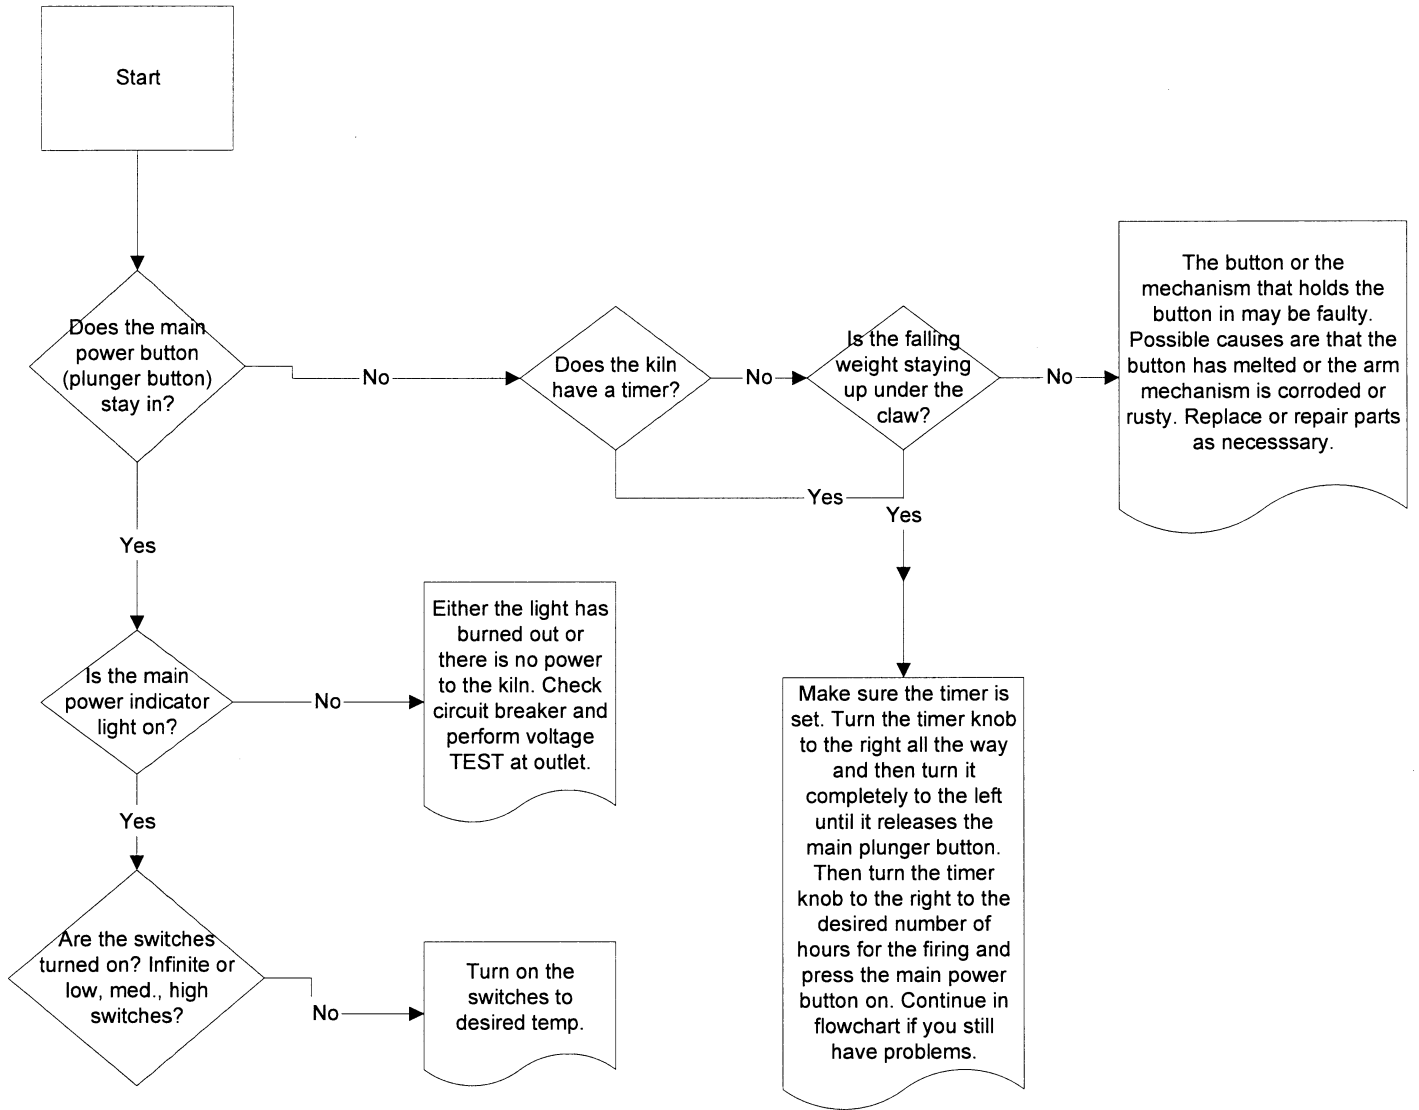 Start
Does the main
power button
(plunger button)
stay in?
No
Does the kiln
have a timer?
No
Is the falling
weight staying
up under the
claw?
No
The button or the
mechanism that holds the
button in may be faulty.
Possible causes are that the
button has melted or the arm
mechanism is corroded or
rusty. Replace or repair parts
as necesssary.
Yes
Yes
Yes
Is the main
power indicator
light on?
No
Either the light has
burned out or
there is no power
to the kiln. Check
circuit breaker and
perform voltage
TEST at outlet.
Make sure the timer is
set. Turn the timer knob
to the right all the way
and then turn it
completely to the left
until it releases the
main plunger button.
Then turn the timer
knob to the right to the
desired number of
hours for the firing and
press the main power
button on. Continue in
flowchart if you still
have problems.
Yes
Are the switches
turned on? Infinite or
low, med., high
switches?
No
Turn on the
switches to
desired temp.